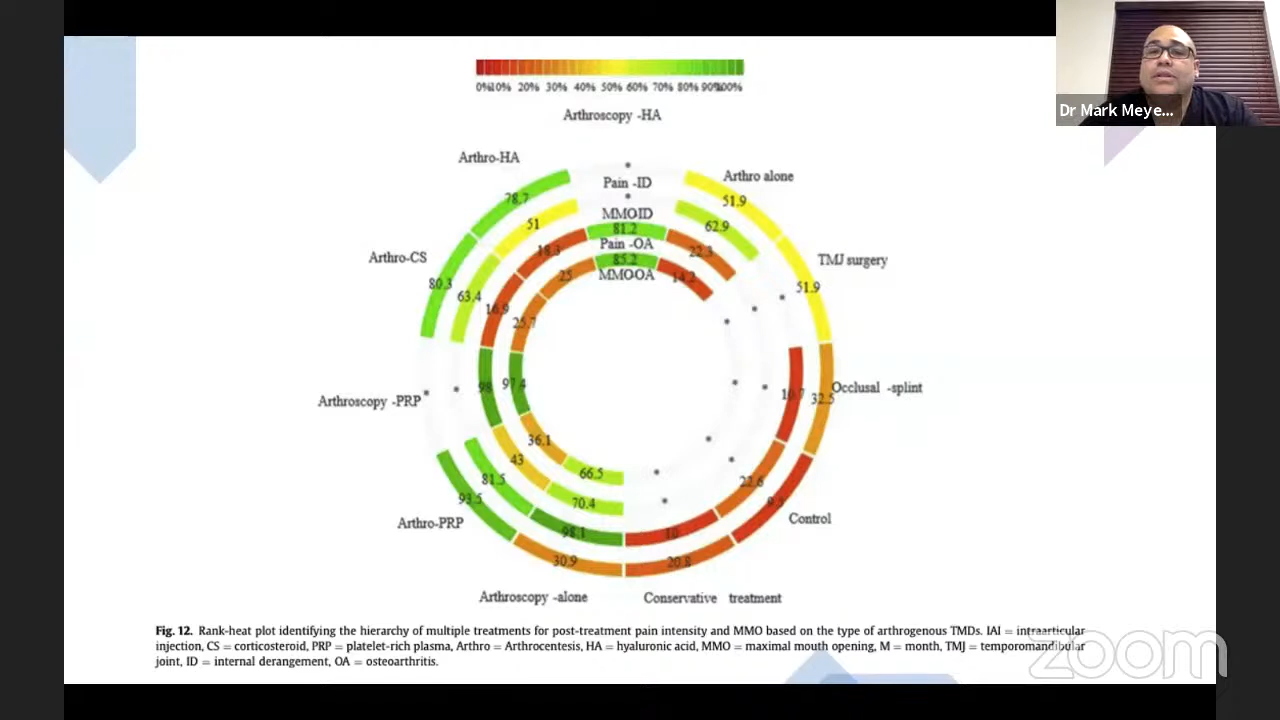 Dr Mark Meye...
0% 10% 20% 30% 40% 50% 60% 70% 80% 90% 100%
Arthroscopy -HA
Arthro-HA
Pain -ID
Arthro alone
78.7
51.9
MMOID
51
81.2
62.9
Pain -OA
18.3
22.3
Arthro-CS
85.2
TMJ surgery
MMOOA
25
14.2
80.3
51.9
63.4
16.9
25.7
98
97.4
Occlusal -splint
10.7
32.5
Arthroscopy -PRP
36.1
43
66.5
81.5
22.6
93.5
70.4
Arthro-PRP
Control
98.1
10
30.9
20.8
Arthroscopy -alone
Conservative treatment
Fig. 12. Rank-heat plot identifying the hierarchy of multiple treatments for post-treatment pain intensity and MMO based on the type of arthrogenous TMDs. IAI = intraarticular
injection, CS = corticosteroid, PRP = platelet-rich plasma, Arthro = Arthrocentesis, HA = hyaluronic acid, MMO = maximal mouth opening, M = month, TMJ = temporomandibular
joint, ID = internal derangement, OA = osteoarthritis.
zoom